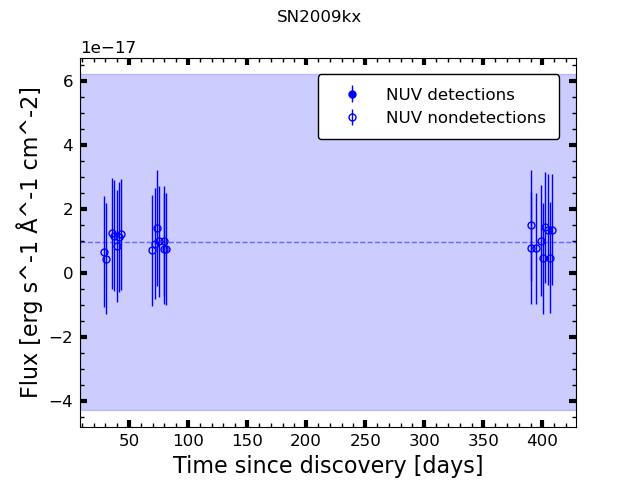 SN2009kx
1e−17
NUV detections
NUV nondetections
6
4
2
0
−2
−4
Flux [erg s^-1 Å^-1 cm^-2]
50 100 150 200 250 300 350 400
Time since discovery [days]